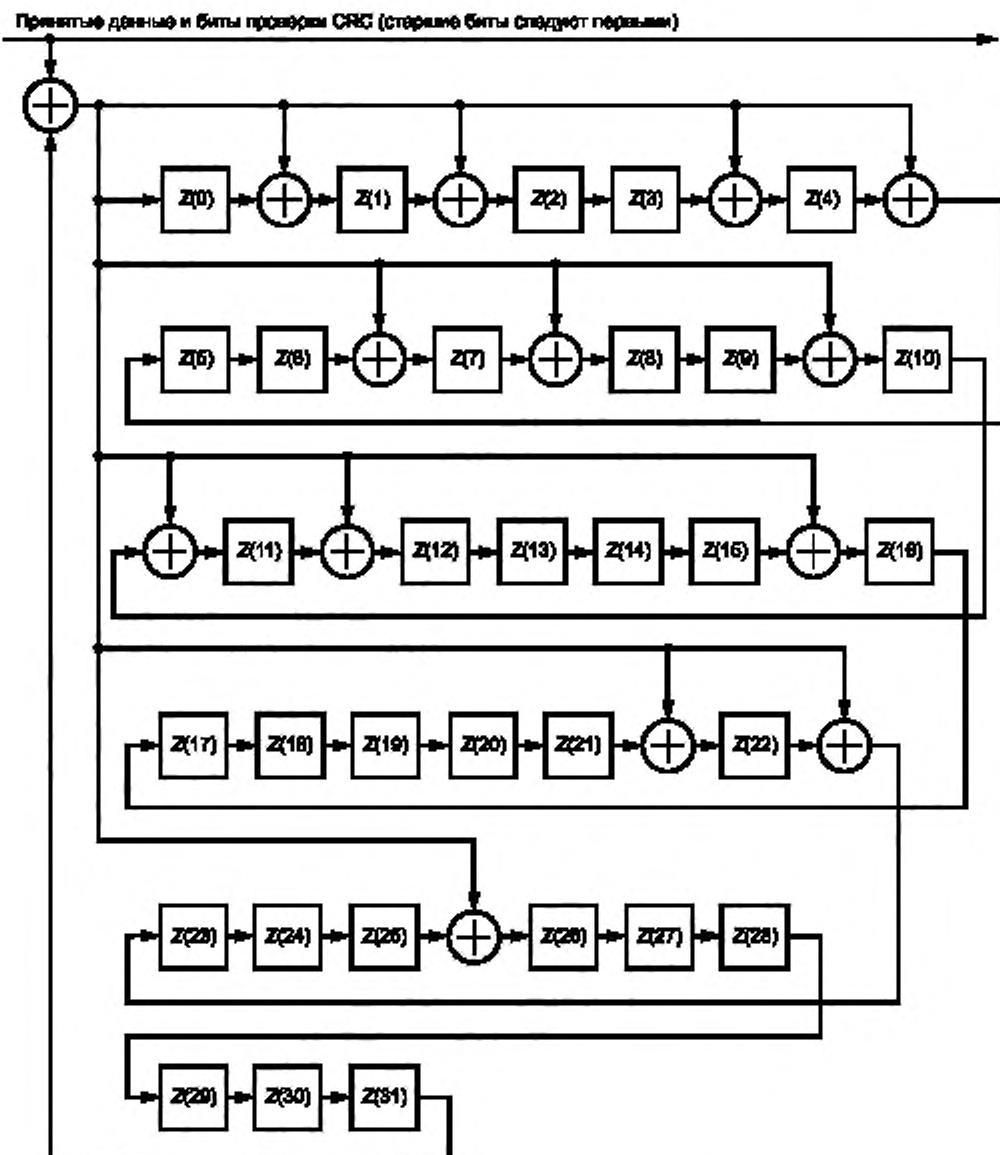 Принятые данные и биты проверки CRC (старшие биты следуют первыми)
Z(0) Z(1) Z(2) Z(3) Z(4)
Z(5) Z(6) Z(7) Z(8) Z(9) Z(10)
Z(11) Z(12) Z(13) Z(14) Z(15) Z(16)
Z(17) Z(18) Z(19) Z(20) Z(21) Z(22)
Z(23) Z(24) Z(25) Z(26) Z(27) Z(28)
Z(29) Z(30) Z(31)